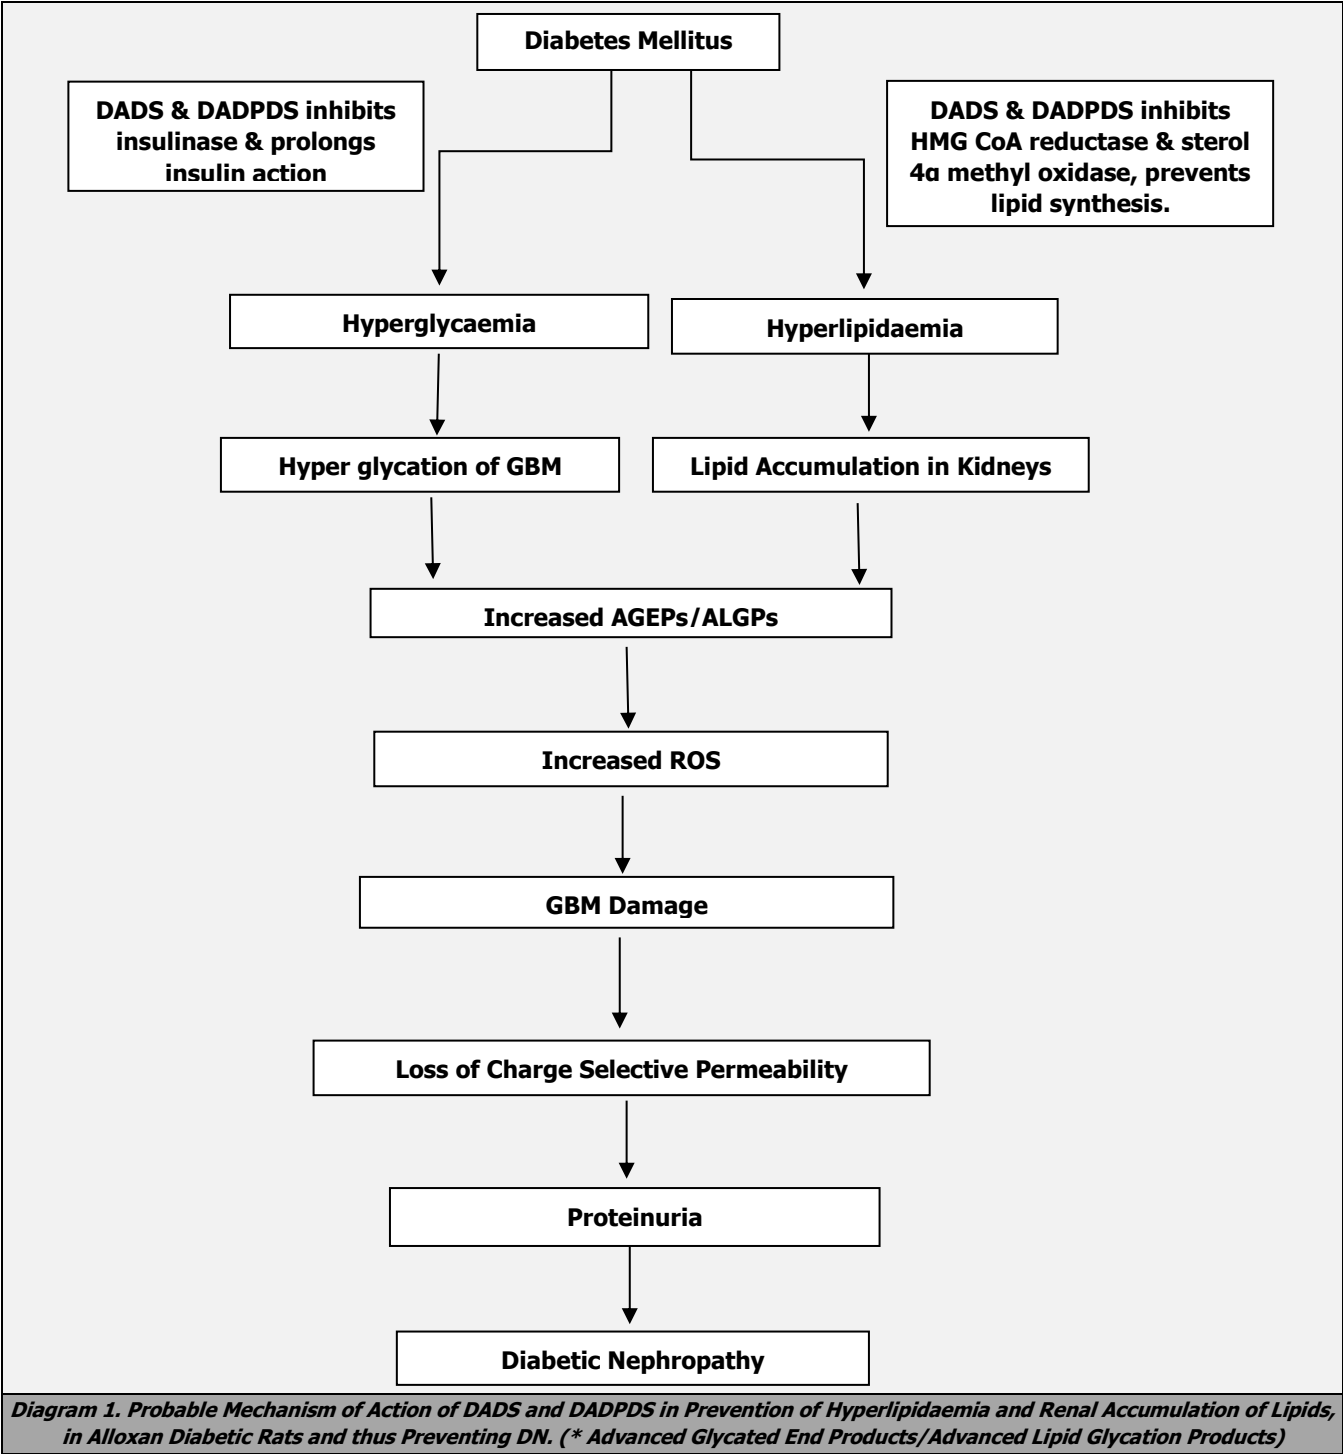 Diabetes Mellitus
DADS & DADPDS inhibits
insulinase & prolongs
insulin action
DADS & DADPDS inhibits
HMG CoA reductase & sterol
4α methyl oxidase, prevents
lipid synthesis.
Hyperglycaemia
Hyperlipidaemia
Hyper glycation of GBM
Lipid Accumulation in Kidneys
Increased AGEPs/ALGPs
Increased ROS
GBM Damage
Loss of Charge Selective Permeability
Proteinuria
Diabetic Nephropathy
Diagram 1. Probable Mechanism of Action of DADS and DADPDS in Prevention of Hyperlipidaemia and Renal Accumulation of Lipids,
in Alloxan Diabetic Rats and thus Preventing DN. (* Advanced Glycated End Products/Advanced Lipid Glycation Products)